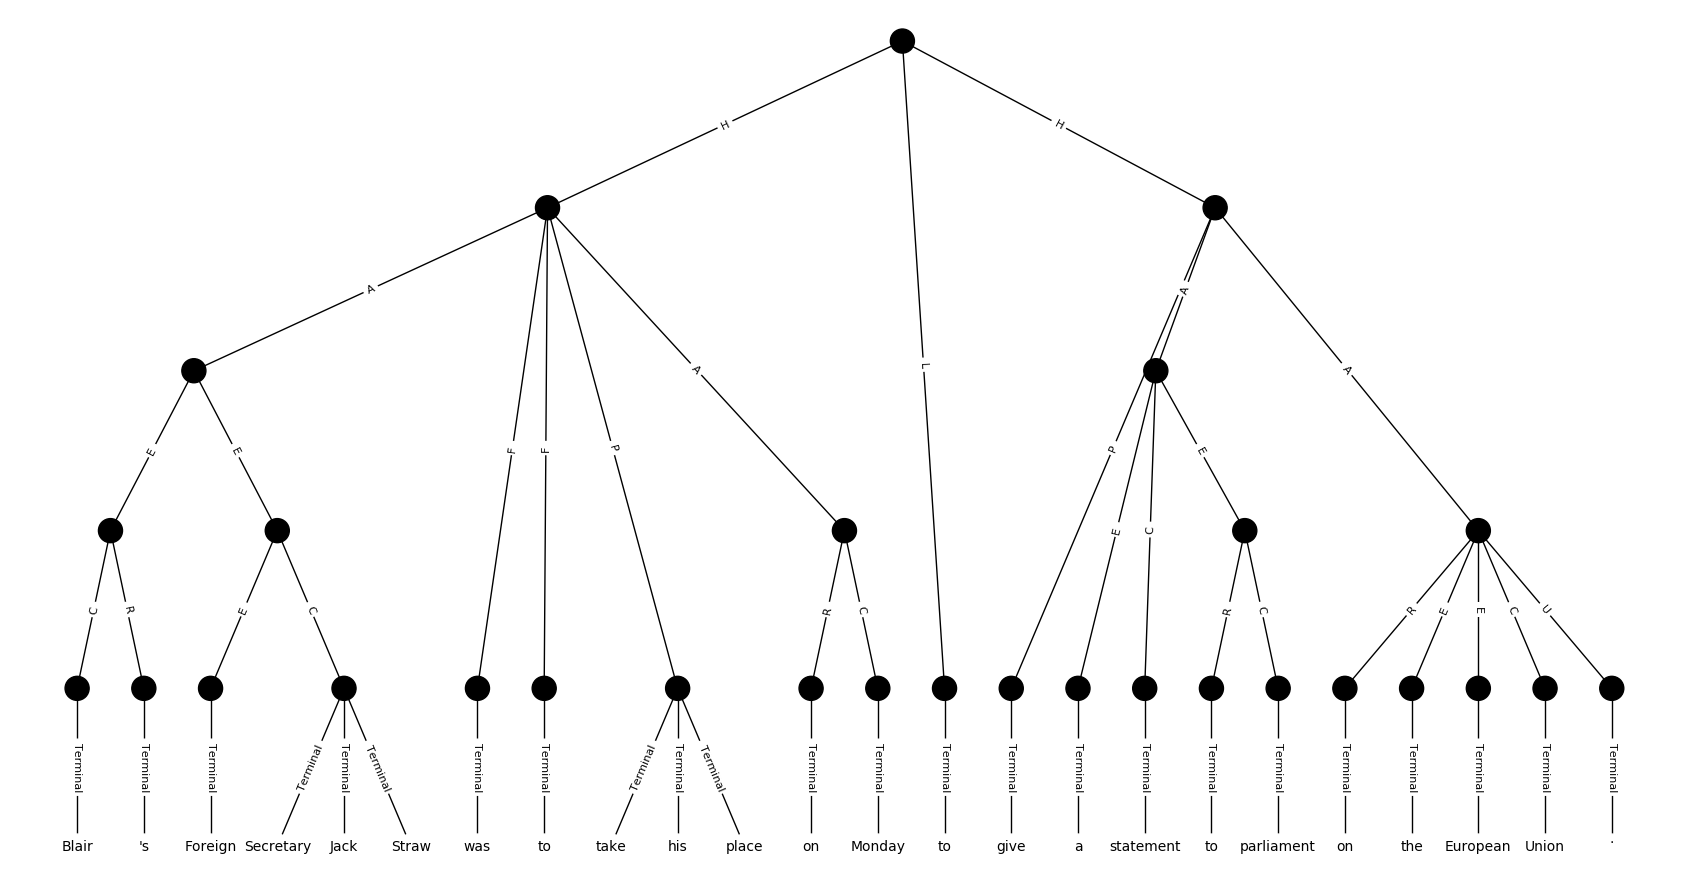 H H
A A
A A
L
E E F F P P E C E
C R E C R C R C R E E C U
Terminal Terminal Terminal Terminal Terminal Terminal Terminal Terminal Terminal Terminal Terminal Terminal Terminal Terminal Terminal Terminal Terminal Terminal Terminal Terminal Terminal Terminal Terminal Terminal
Blair 's Foreign Secretary Jack Straw was to take his place on Monday to give a statement to parliament on the European Union .